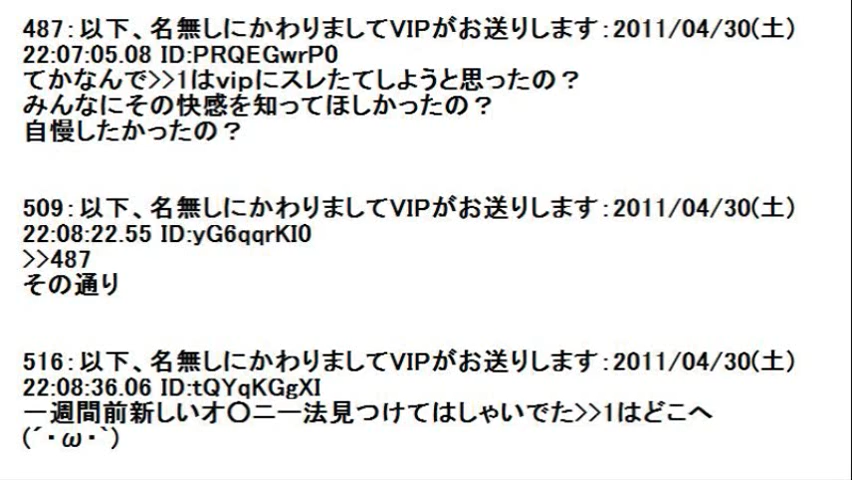 487：以下、名無しにかわりましてVIPがお送りします：2011/04/30(土)
22:07:05.08 ID:PRQEGwrP0
てかなんで>>1はvipにスレたてしようと思ったの？
みんなにその快感を知ってほしかったの？
自慢したかったの？
509：以下、名無しにかわりましてVIPがお送りします：2011/04/30(土)
22:08:22.55 ID:yG6qqrKI0
>>487
その通り
516：以下、名無しにかわりましてVIPがお送りします：2011/04/30(土)
22:08:36.06 ID:tQYqKGgXI
一週間前新しいオ〇ニー法見つけてはしゃいでた>>1はどこへ
(´・ω・`)